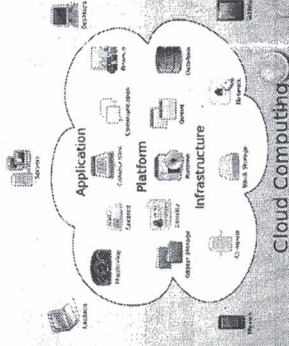 Servers
Application
Laptops
Desktops
Monitoring
Content
Collaboration
Communication
Finance
Platform
Object Storage
Identity
Runtime
Queue
Database
Infrastructure
Compute
Block Storage
Network
Phones
Tablets
Cloud Computing